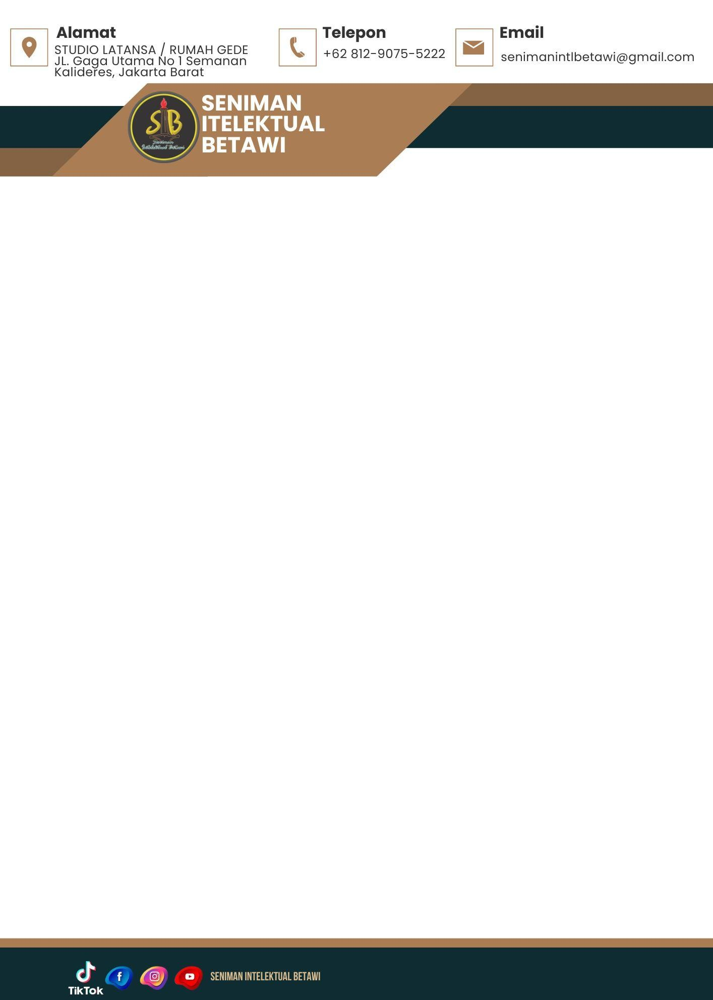 Alamat
STUDIO LATANSA / RUMAH GEDE
JL. Gaga Utama No 1 Semanan
Kalideres, Jakarta Barat
Telepon
+62 812-9075-5222
Email
senimanintlbetawi@gmail.com
SIB
Seniman
Intelektual Betawi
SENIMAN
ITELEKTUAL
BETAWI
TikTok
SENIMAN INTELEKTUAL BETAWI